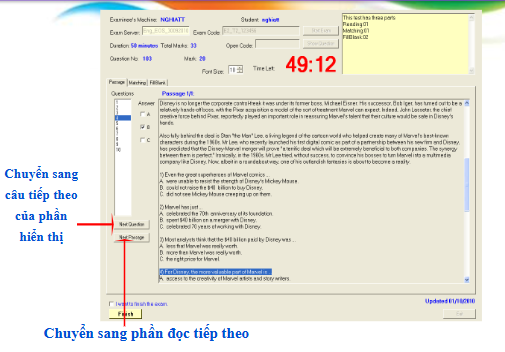 Examinee's Machine: NGHIATT
Student: nghiatt
Exam Server:
Exam Code
Duration: 50 minutes
Total Marks: 33
Open Code:
Question No: 103
Mark: 20
Font Size:
Time Left:
49:12
This test has three parts:
Reading 01
Matching 01
FillBlank 02
Passage
Matching
FillBlank
Questions
Answer
A
B
C
Passage 1/1
Disney is no longer the corporate control freak it was under its former boss, Michael Eisner. His successor, Bob Iger, has turned out to be a
relatively hands-off boss, with the Pixar acquisition a model of the sort of treatment Marvel can expect. Indeed, John Lasseter, the chief
creative force behind Pixar, reportedly played an important role in reassuring Marvel's talent that their culture would be safe in Disney's
hands.
Also fully behind the deal is Stan "the Man" Lee, a living legend of the cartoon world who helped create many of Marvel's best-known
characters during the 1960s. Mr Lee, who recently launched his first digital comic as part of a partnership between his new firm and Disney,
has predicted that the Disney-Marvel merger will prove "a terrific deal which will be extremely beneficial to both companies. The synergy
between them is perfect." Ironically, in the 1960s, Mr Lee tried, without success, to convince his bosses to turn Marvel into a multimedia
company like Disney. Now, albeit in a roundabout way, one of his outlandish fantasies is about to become a reality.
1) Even the great superheroes of Marvel comics ...
A. were unable to resist the strength of Disney's Mickey Mouse.
B. could not raise the $4 billion to buy Disney.
C. did not see Mickey Mouse creeping up on them.
2) Marvel has just ...
A. celebrated the 70th anniversary of its foundation.
B. spent $40 billion on a merger with Disney.
C. celebrated 70 years of working with Disney.
3) Most analysts think that the $40 billion paid by Disney was ...
A. less than Marvel was really worth.
B. more than Marvel was really worth.
C. the right price for Marvel.
4) For Disney, the more valuable part of Marvel is ...
A. access to the creativity of Marvel artists and story writers.
Chuyển sang
câu tiếp theo
của phần
hiển thị
Next Question
Next Passage
I want to finish the exam.
Finish
Updated 01/10/2010
Exit
Chuyển sang phần đọc tiếp theo